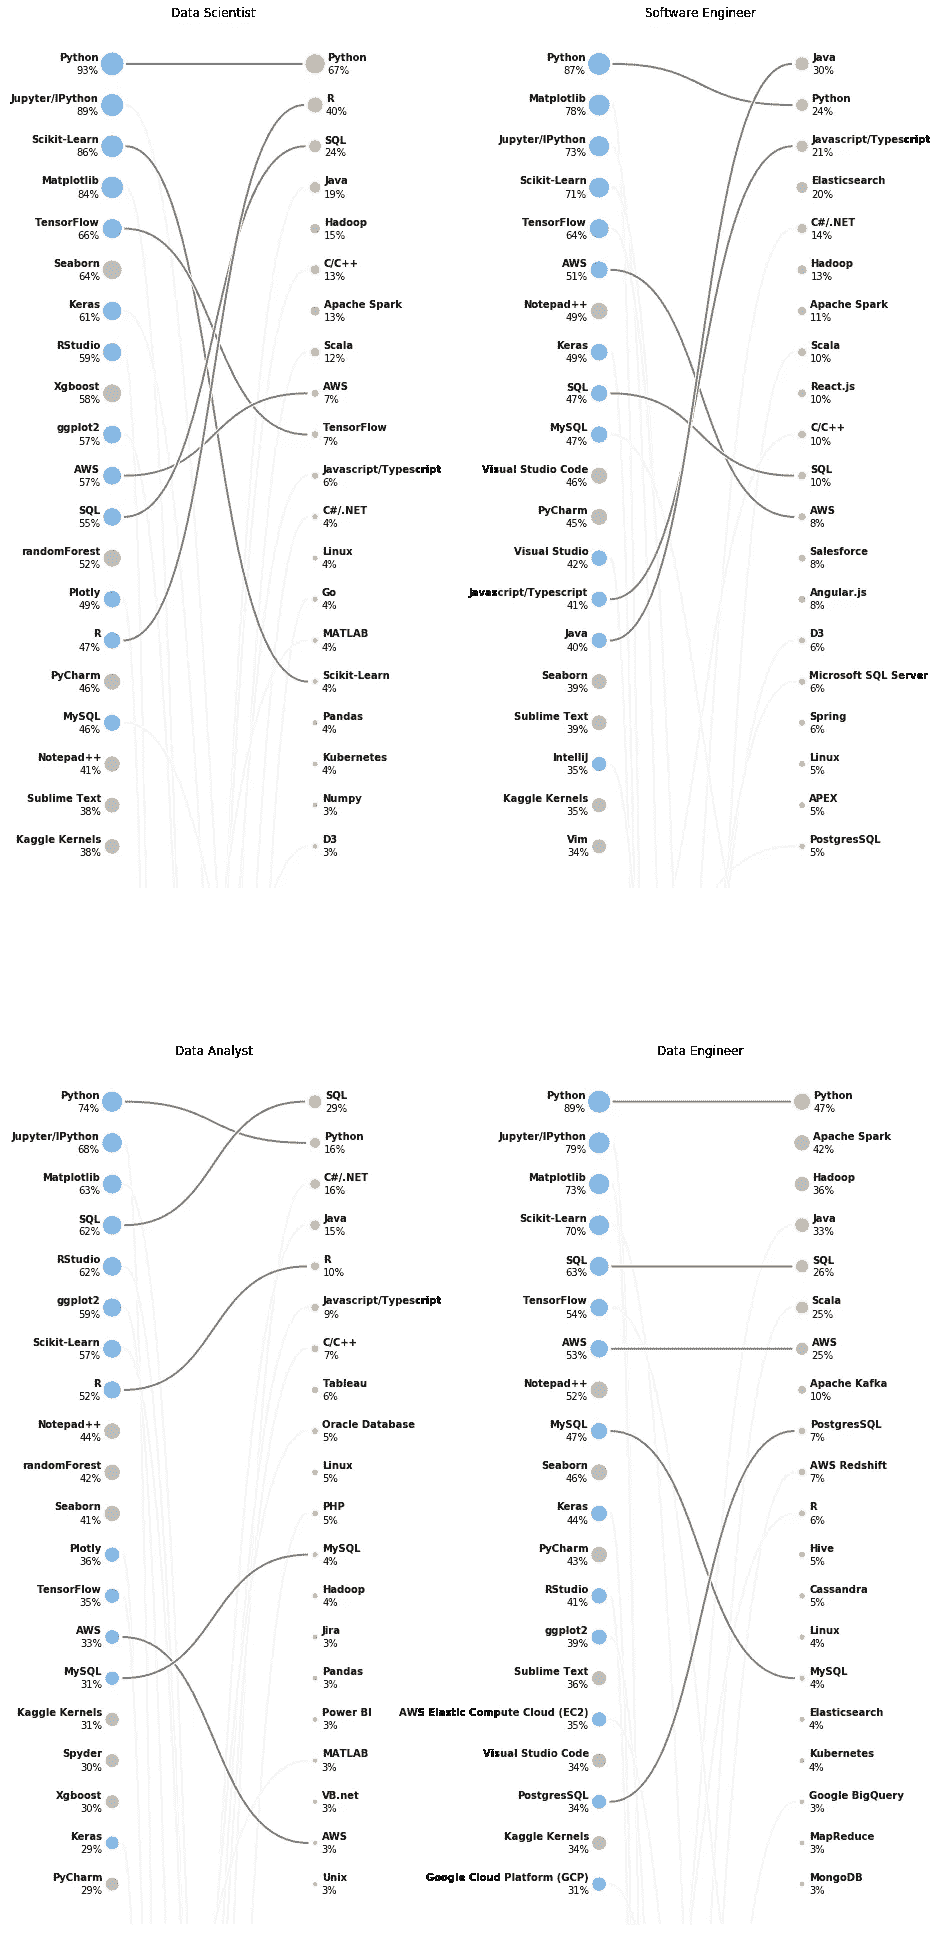 Data Scientist
Python
93%
Jupyter/IPython
89%
Scikit-Learn
86%
Matplotlib
84%
TensorFlow
66%
Seaborn
64%
Keras
61%
RStudio
59%
Xgboost
58%
ggplot2
57%
AWS
57%
SQL
55%
randomForest
52%
Plotly
49%
R
47%
PyCharm
46%
MySQL
46%
Notepad++
41%
Sublime Text
38%
Kaggle Kernels
38%
Python
67%
R
40%
SQL
24%
Java
19%
Hadoop
15%
C/C++
13%
Apache Spark
13%
Scala
12%
AWS
7%
TensorFlow
7%
Javascript/Typescript
6%
C#/.NET
4%
Linux
4%
Go
4%
MATLAB
4%
Scikit-Learn
4%
Pandas
4%
Kubernetes
4%
Numpy
3%
D3
3%
Software Engineer
Python
87%
Matplotlib
78%
Jupyter/IPython
73%
Scikit-Learn
71%
TensorFlow
64%
AWS
51%
Notepad++
49%
Keras
49%
SQL
47%
MySQL
47%
Visual Studio Code
46%
PyCharm
45%
Visual Studio
42%
Javascript/Typescript
41%
Java
40%
Seaborn
39%
Sublime Text
39%
IntelliJ
35%
Kaggle Kernels
35%
Vim
34%
Java
30%
Python
24%
Javascript/Typescript
21%
Elasticsearch
20%
C#/.NET
14%
Hadoop
13%
Apache Spark
11%
Scala
10%
React.js
10%
C/C++
10%
SQL
10%
AWS
8%
Salesforce
8%
Angular.js
8%
D3
6%
Microsoft SQL Server
6%
Spring
6%
Linux
5%
APEX
5%
PostgresSQL
5%
Data Analyst
Python
74%
Jupyter/IPython
68%
Matplotlib
63%
SQL
62%
RStudio
62%
ggplot2
59%
Scikit-Learn
57%
R
52%
Notepad++
44%
randomForest
42%
Seaborn
41%
Plotly
36%
TensorFlow
35%
AWS
33%
MySQL
31%
Kaggle Kernels
31%
Spyder
30%
Xgboost
30%
Keras
29%
PyCharm
29%
SQL
29%
Python
16%
C#/.NET
16%
Java
15%
R
10%
Javascript/Typescript
9%
C/C++
7%
Tableau
6%
Oracle Database
5%
Linux
5%
PHP
5%
MySQL
4%
Hadoop
4%
Jira
3%
Pandas
3%
Power BI
3%
MATLAB
3%
VB.net
3%
AWS
3%
Unix
3%
Data Engineer
Python
89%
Jupyter/IPython
79%
Matplotlib
73%
Scikit-Learn
70%
SQL
63%
TensorFlow
54%
AWS
53%
Notepad++
52%
MySQL
47%
Seaborn
46%
Keras
44%
PyCharm
43%
RStudio
41%
ggplot2
39%
Sublime Text
36%
AWS Elastic Compute Cloud (EC2)
35%
Visual Studio Code
34%
PostgresSQL
34%
Kaggle Kernels
34%
Google Cloud Platform (GCP)
31%
Python
47%
Apache Spark
42%
Hadoop
36%
Java
33%
SQL
26%
Scala
25%
AWS
25%
Apache Kafka
10%
PostgresSQL
7%
AWS Redshift
7%
R
6%
Hive
5%
Cassandra
5%
Linux
4%
MySQL
4%
Elasticsearch
4%
Kubernetes
4%
Google BigQuery
3%
MapReduce
3%
MongoDB
3%